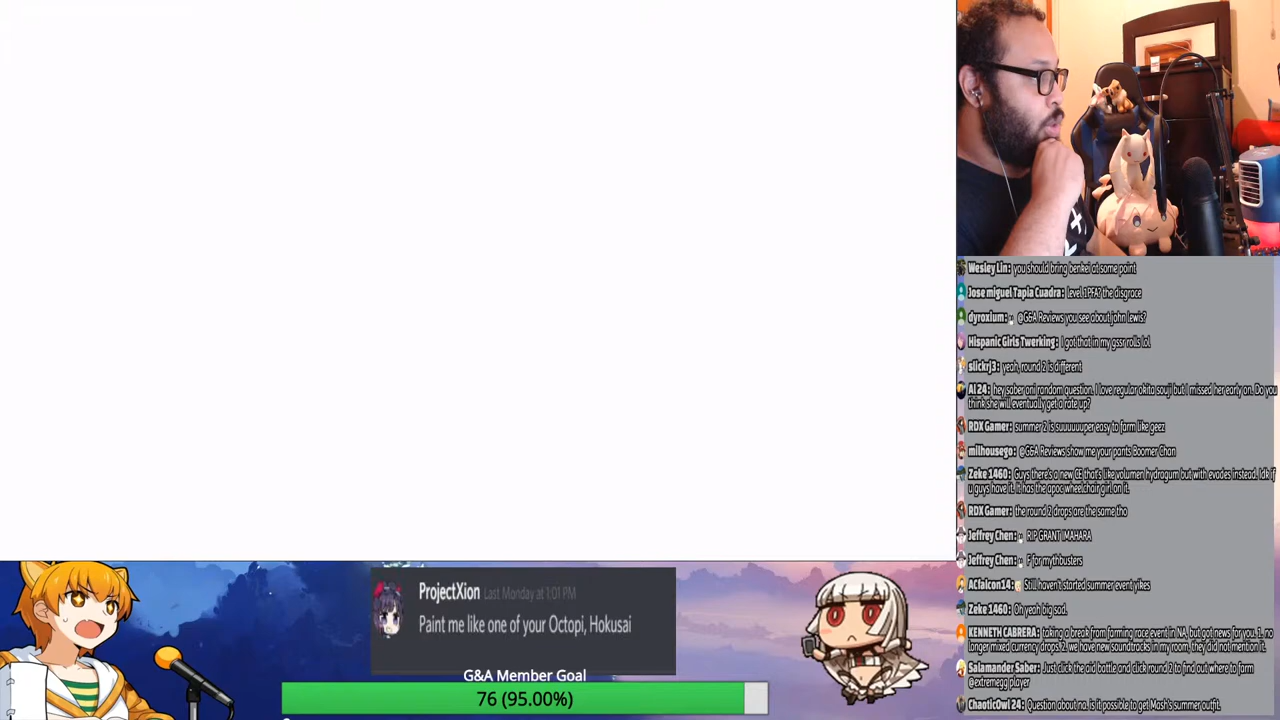 Wesley Lin: you should bring benkei at some point
Jose miguel Tapia Cuadra: level 1PFA? the disgrace
dyroxium: @G&A Reviews you see about john lewis?
Hispanic Girls Twerking: I got that in my gssr rolls lol.
slickrj3: yeah, round 2 is different
Al 24: hey saber oni random question. I love regular okita souji but I missed her early on. Do you
think she will eventually get a rate up?
RDX Gamer: summer 2 is suuuuuuper easy to farm like geez
milhousego: @G&A Reviews show me your pants Boomer Chan
Zeke 1460: Guys there's a new CE that's like volumen hydragum but with evades instead. Idk if
u guys have it. It has the apoc wheelchair girl on it.
RDX Gamer: the round 2 drops are the same tho
Jeffrey Chen: RIP GRANT IMAHARA
Jeffrey Chen: F for mythbusters
ACfalcon14: Still haven't started summer event yikes
Zeke 1460: Oh yeah big sad.
KENNETH CABRERA: taking a break from farming race event in NA, but got news for you. 1. no
longer mixed currency drops. 2. we have new soundtracks in my room, they did not mention it.
Salamander Saber: Just click the aid battle and click round 2 to find out where to farm
@extremegg player
ChaoticOwl 24: Question about na. is it possible to get Mash's summer outfit.
ProjectXion Last Monday at 1:01 PM
Paint me like one of your Octopi, Hokusai
G&A Member Goal
76 (95.00%)